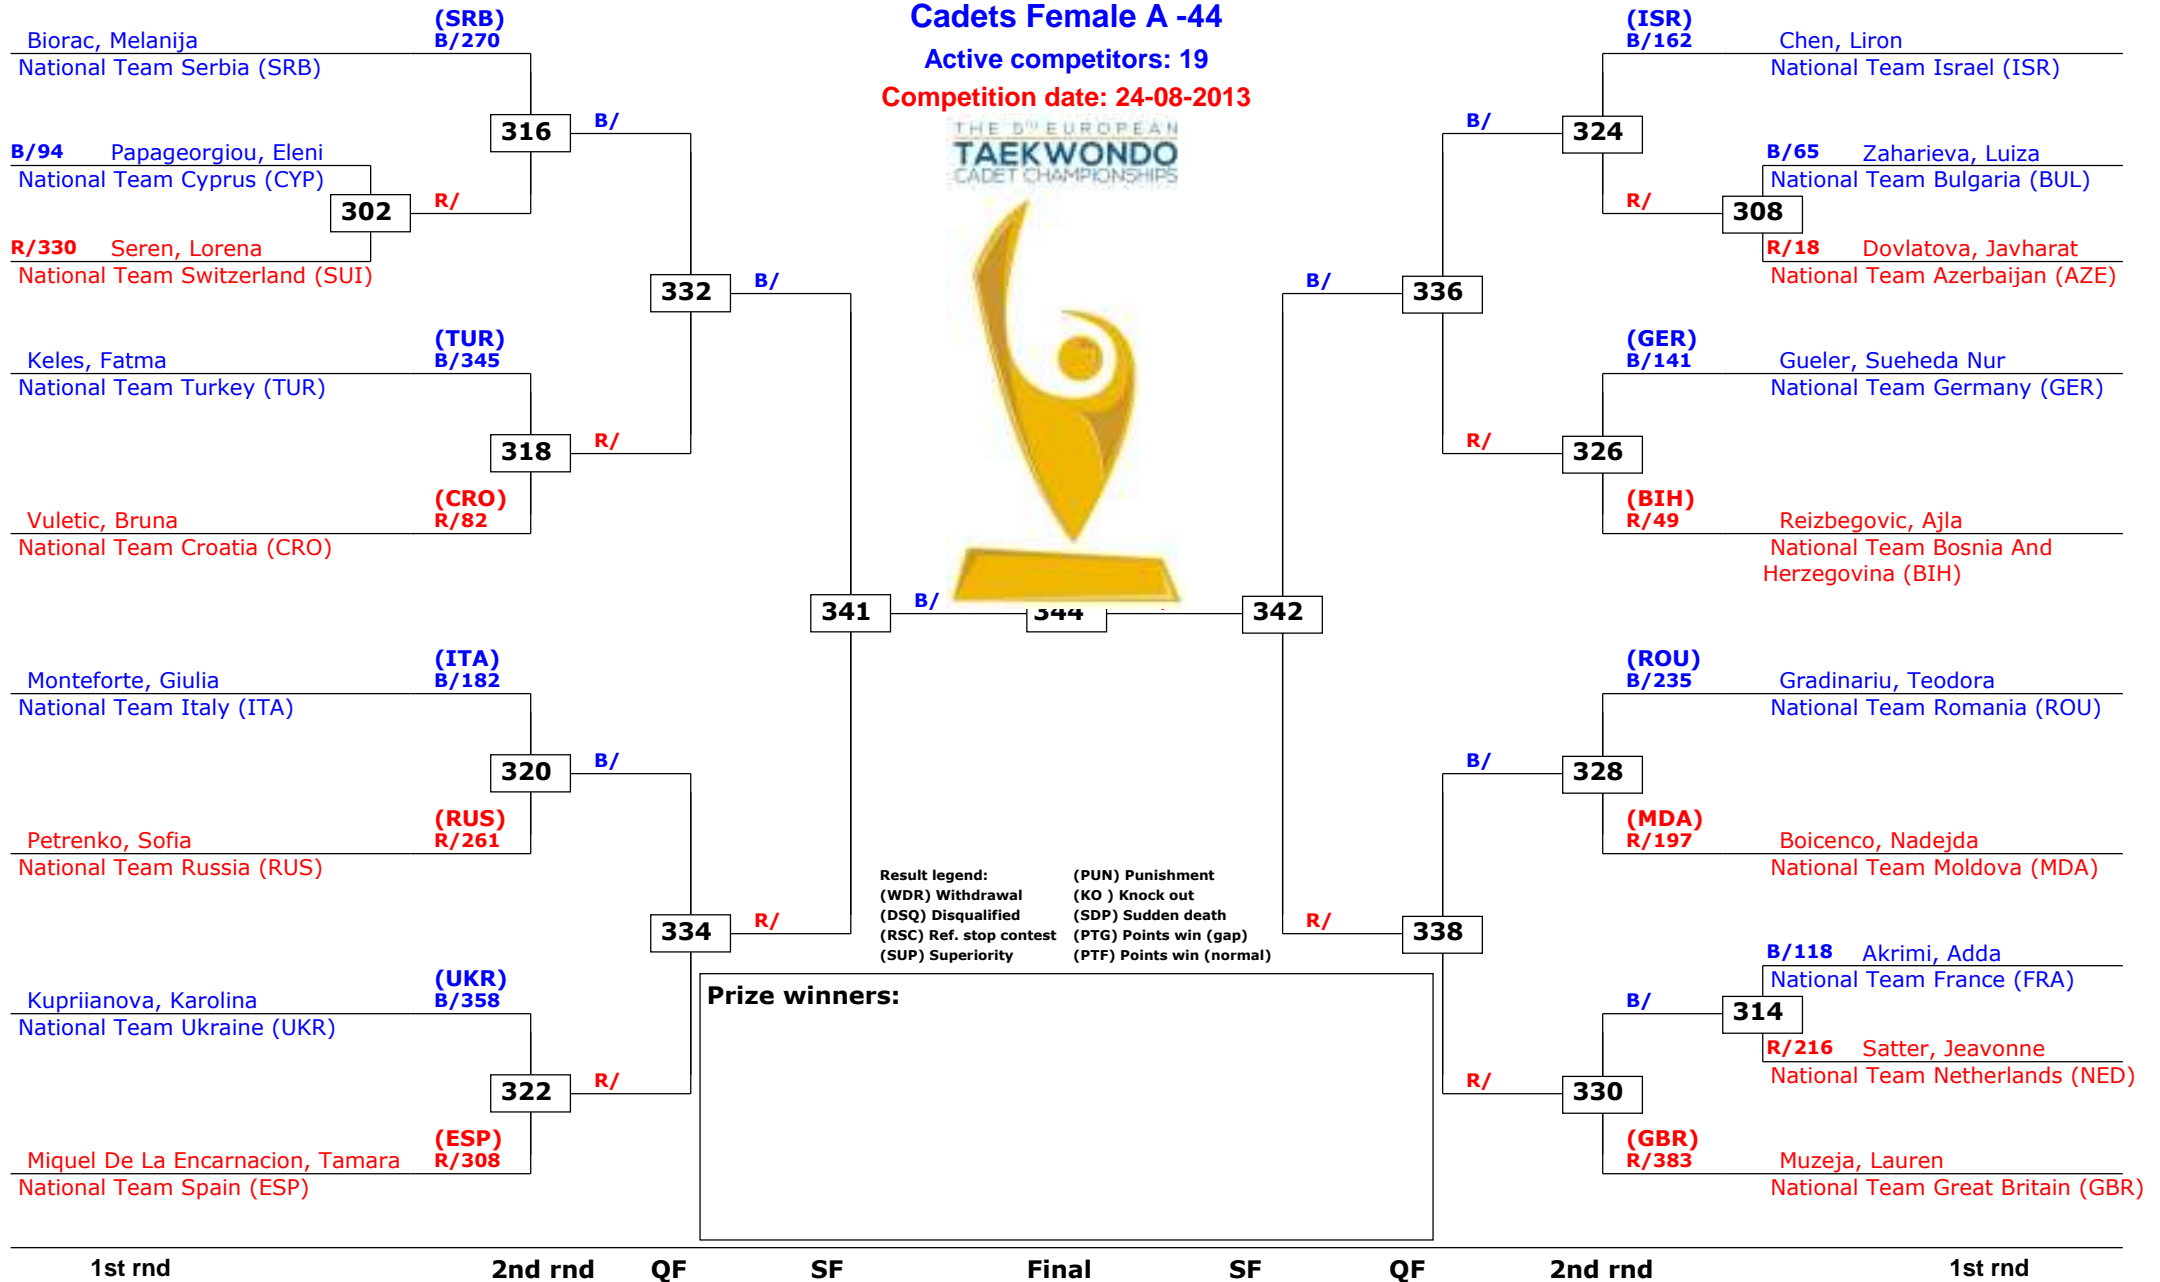 Cadets Female A -44
Active competitors: 19
Competition date: 24-08-2013
THE 5TH EUROPEAN
TAEKWONDO
CADET CHAMPIONSHIPS
(SRB)
Biorac, Melanija B/270
National Team Serbia (SRB)
316 B/
B/94 Papageorgiou, Eleni
National Team Cyprus (CYP)
302 R/
R/330 Seren, Lorena
National Team Switzerland (SUI)
332 B/
(TUR)
Keles, Fatma B/345
National Team Turkey (TUR)
318 R/
(CRO)
Vuletic, Bruna R/82
National Team Croatia (CRO)
341 B/
344
(ITA)
Monteforte, Giulia B/182
National Team Italy (ITA)
320 B/
(RUS)
Petrenko, Sofia R/261
National Team Russia (RUS)
334 R/
(UKR)
Kupriianova, Karolina B/358
National Team Ukraine (UKR)
322 R/
(ESP)
Miquel De La Encarnacion, Tamara R/308
National Team Spain (ESP)
(ISR)
B/162 Chen, Liron
National Team Israel (ISR)
B/ 324
B/65 Zaharieva, Luiza
National Team Bulgaria (BUL)
R/ 308
R/18 Dovlatova, Javharat
National Team Azerbaijan (AZE)
B/ 336
(GER)
B/141 Gueler, Sueheda Nur
National Team Germany (GER)
R/ 326
(BIH)
R/49 Reizbegovic, Ajla
National Team Bosnia And
Herzegovina (BIH)
342
(ROU)
B/235 Gradinariu, Teodora
National Team Romania (ROU)
B/ 328
(MDA)
R/197 Boicenco, Nadejda
National Team Moldova (MDA)
R/ 338
B/118 Akrimi, Adda
National Team France (FRA)
B/ 314
R/216 Satter, Jeavonne
National Team Netherlands (NED)
R/ 330
(GBR)
R/383 Muzeja, Lauren
National Team Great Britain (GBR)
Result legend: (PUN) Punishment
(WDR) Withdrawal (KO ) Knock out
(DSQ) Disqualified (SDP) Sudden death
(RSC) Ref. stop contest (PTG) Points win (gap)
(SUP) Superiority (PTF) Points win (normal)
Prize winners:
1st rnd 2nd rnd QF SF Final SF QF 2nd rnd 1st rnd